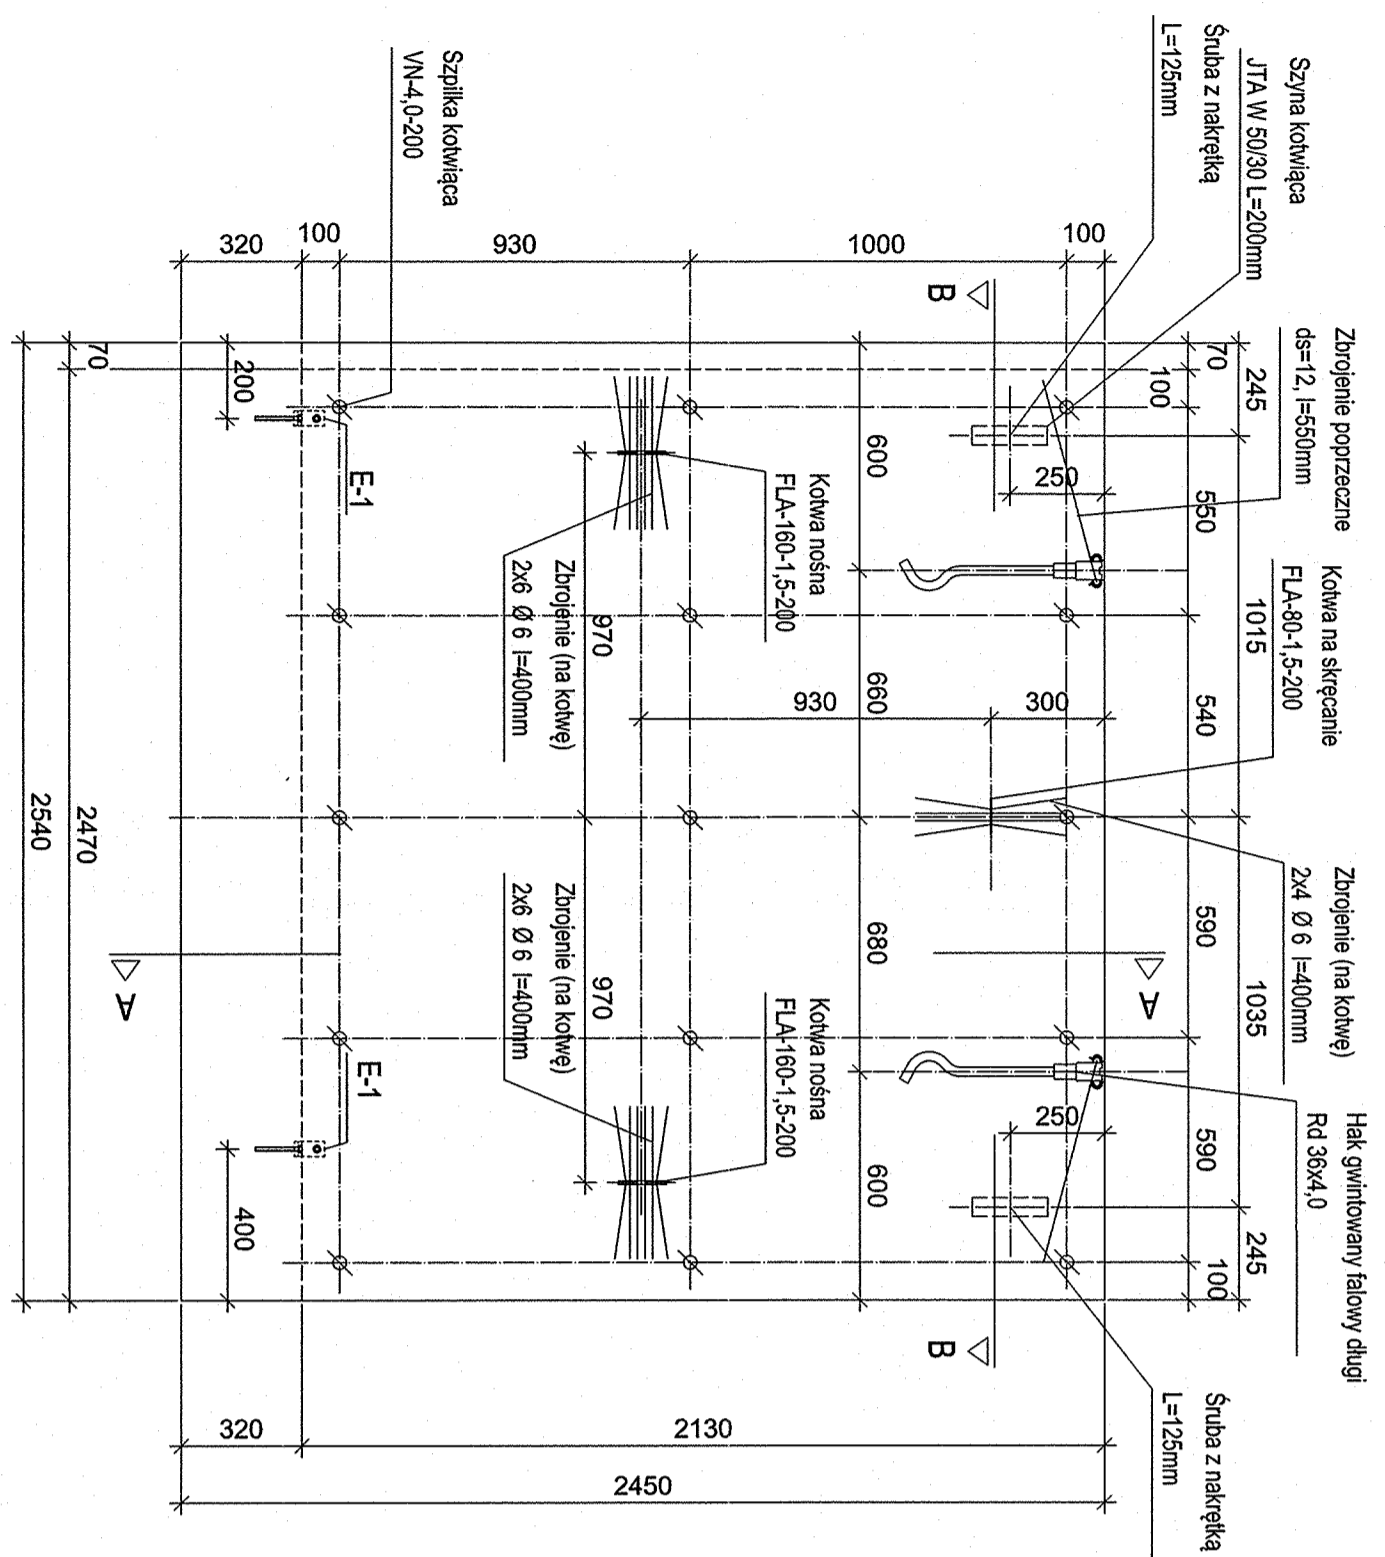 Szyna kotwiąca
JTA W 50/30 L=200mm
Śruba z nakrętką
L=125mm
Zbrojenie poprzeczne
ds=12, l=550mm
Kotwa na skręcanie
FLA-80-1,5-200
Zbrojenie (na kotwę)
2x4 Ø 6 l=400mm
Hak gwintowany falowy długi
Rd 36x4,0
Śruba z nakrętką
L=125mm
245
1015
1035
245
70
100
550
540
590
590
100
250
250
B
B
A
A
600
660
680
600
300
930
Kotwa nośna
FLA-160-1,5-200
Kotwa nośna
FLA-160-1,5-200
970
970
Zbrojenie (na kotwę)
2x6 Ø 6 l=400mm
Zbrojenie (na kotwę)
2x6 Ø 6 l=400mm
Szpilka kotwiąca
VN-4,0-200
E-1
E-1
200
400
70
2470
2540
320
100
930
1000
100
320
2130
2450